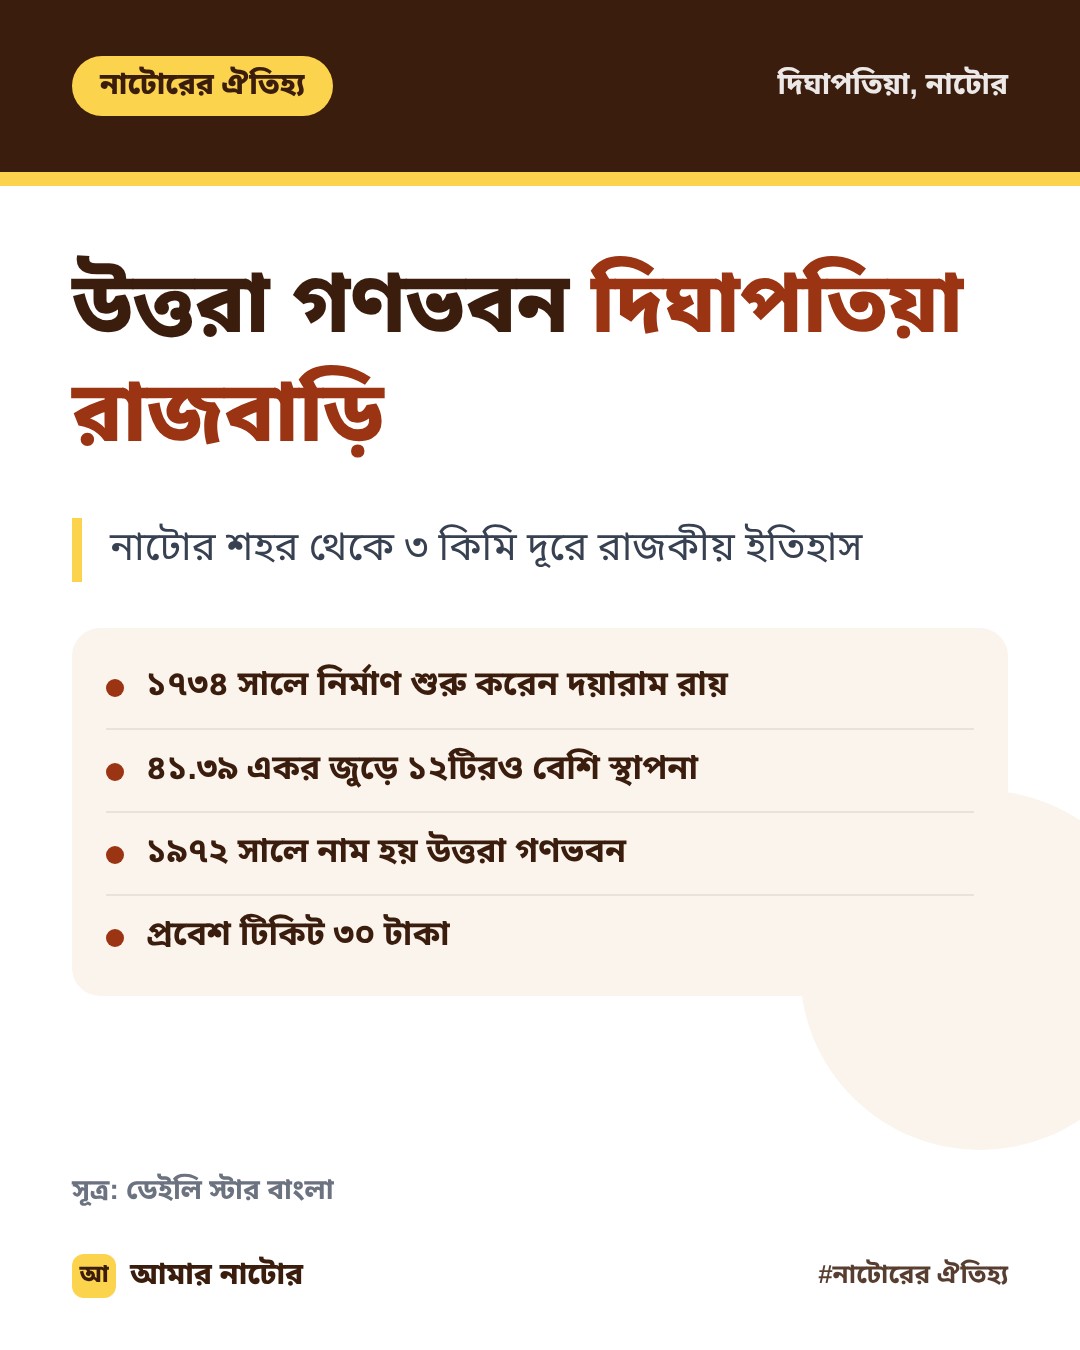 নাটোরের ঐতিহ্য
দিঘাপতিয়া, নাটোর
উত্তরা গণভবন দিঘাপতিয়া
রাজবাড়ি
নাটোর শহর থেকে ৩ কিমি দূরে রাজকীয় ইতিহাস
১৭৩৪ সালে নির্মাণ শুরু করেন দয়ারাম রায়
৪১.৩৯ একর জুড়ে ১২টিরও বেশি স্থাপনা
১৯৭২ সালে নাম হয় উত্তরা গণভবন
প্রবেশ টিকিট ৩০ টাকা
সূত্র: ডেইলি স্টার বাংলা
আ আমার নাটোর
#নাটোরের ঐতিহ্য